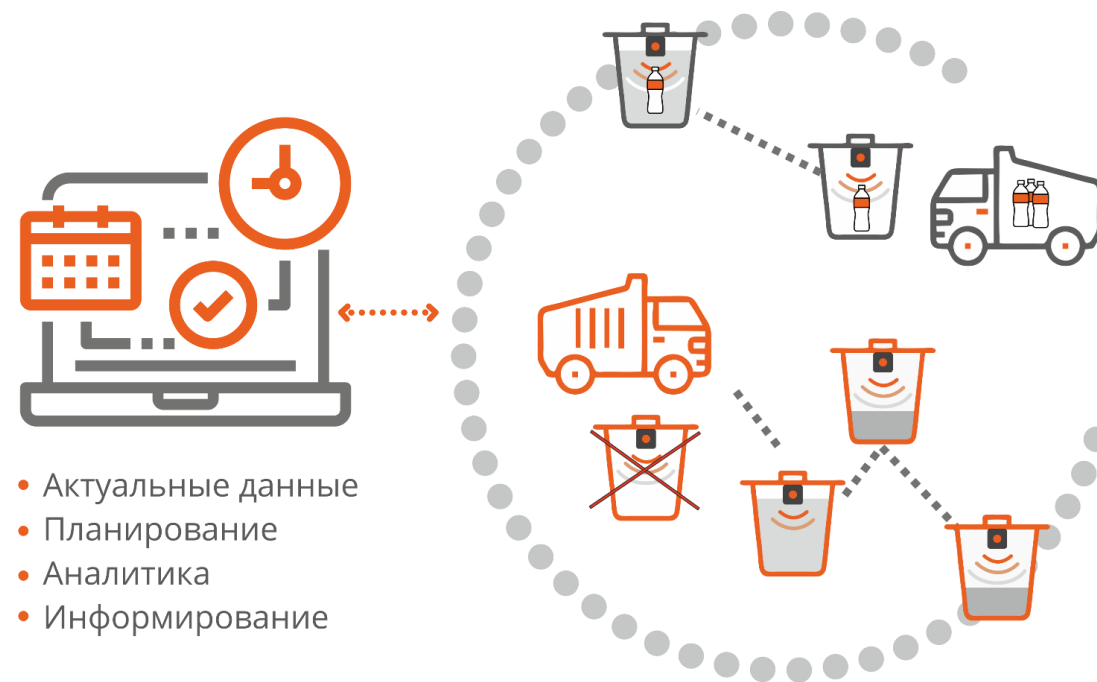 Актуальные данные
Планирование
Аналитика
Информирование